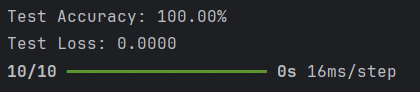 Test Accuracy: 100.00%
Test Loss: 0.0000
10/10 ━━━━━━━━━━━━━━━━━━━━ 0s 16ms/step